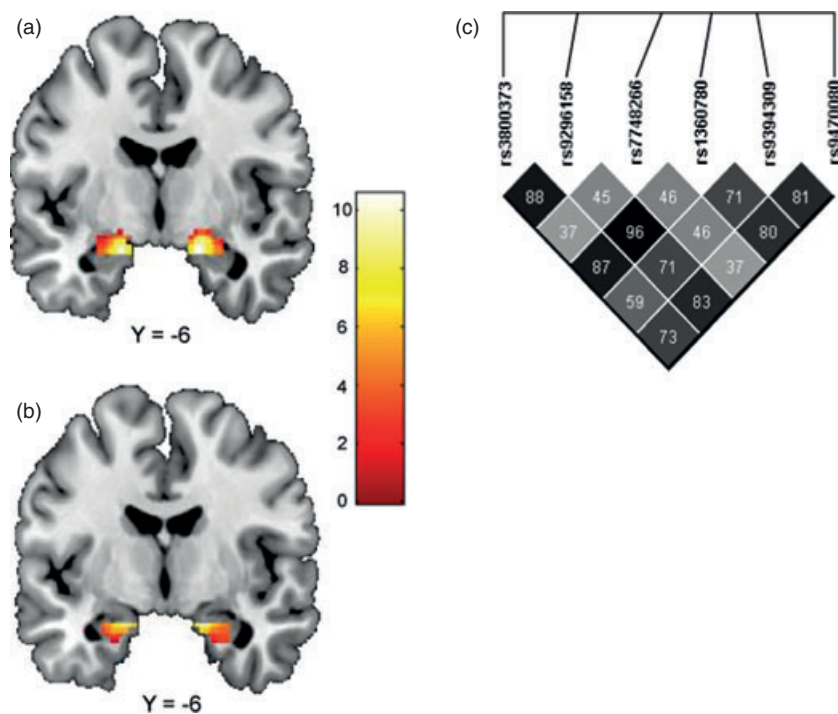 (a)
Y = -6
(b)
Y = -6
10
8
6
4
2
0
(c)
rs3800373
rs9296158
rs7748266
rs1360780
rs9394309
rs9470080
88 45 46 71 81
37 96 46 80
87 71 37
59 83
73